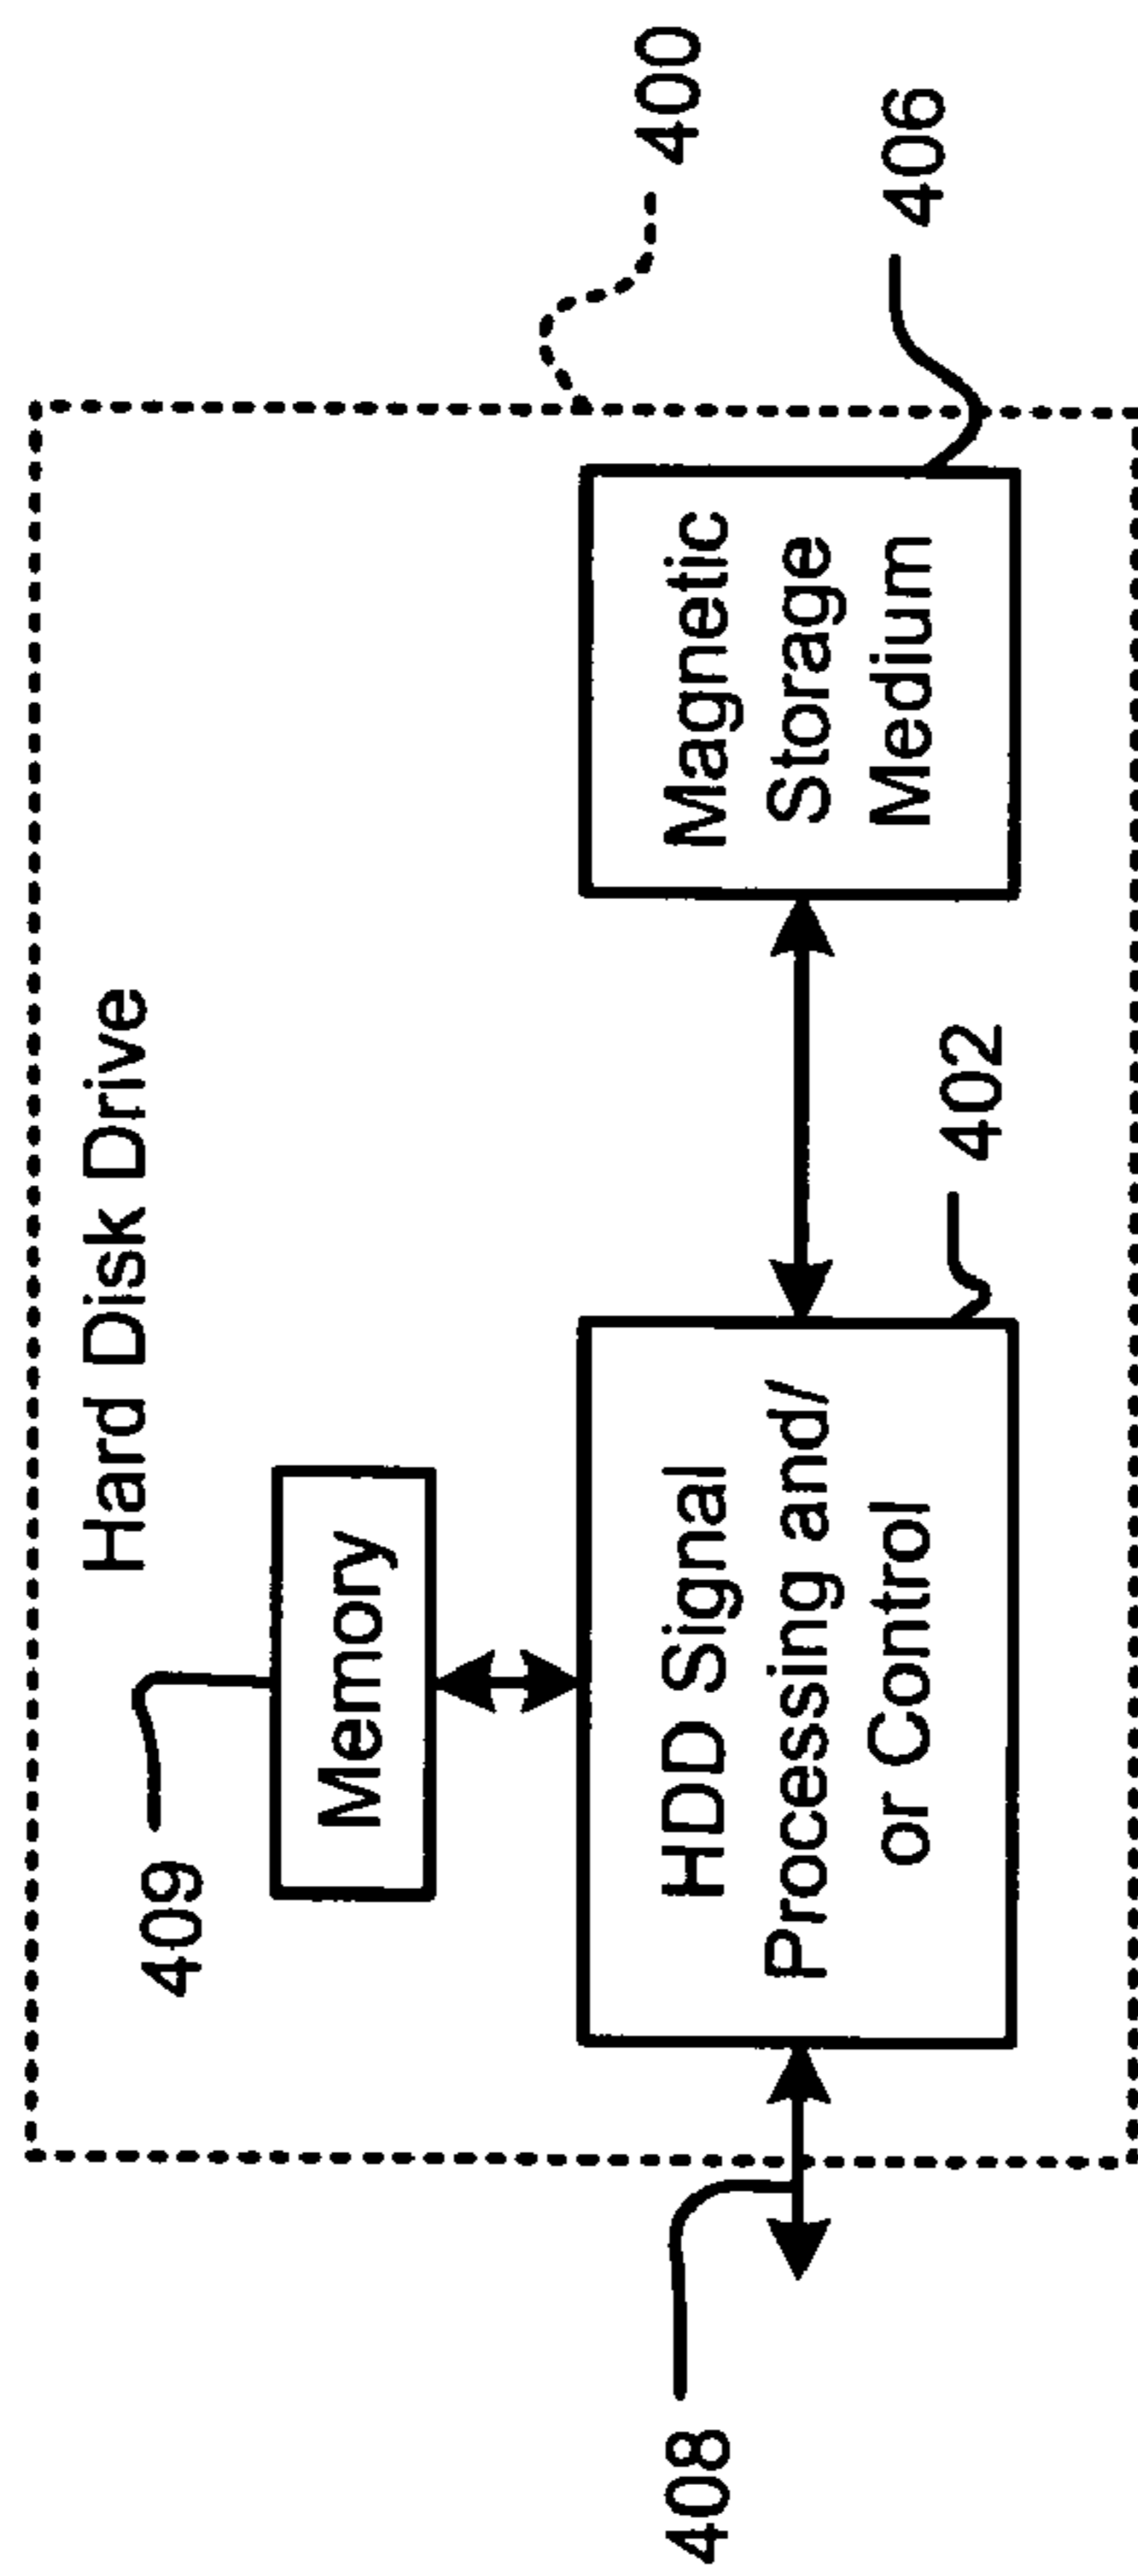 400
Hard Disk Drive
409
Memory
406
HDD Signal
Processing and/
or Control
Magnetic
Storage
Medium
408
402